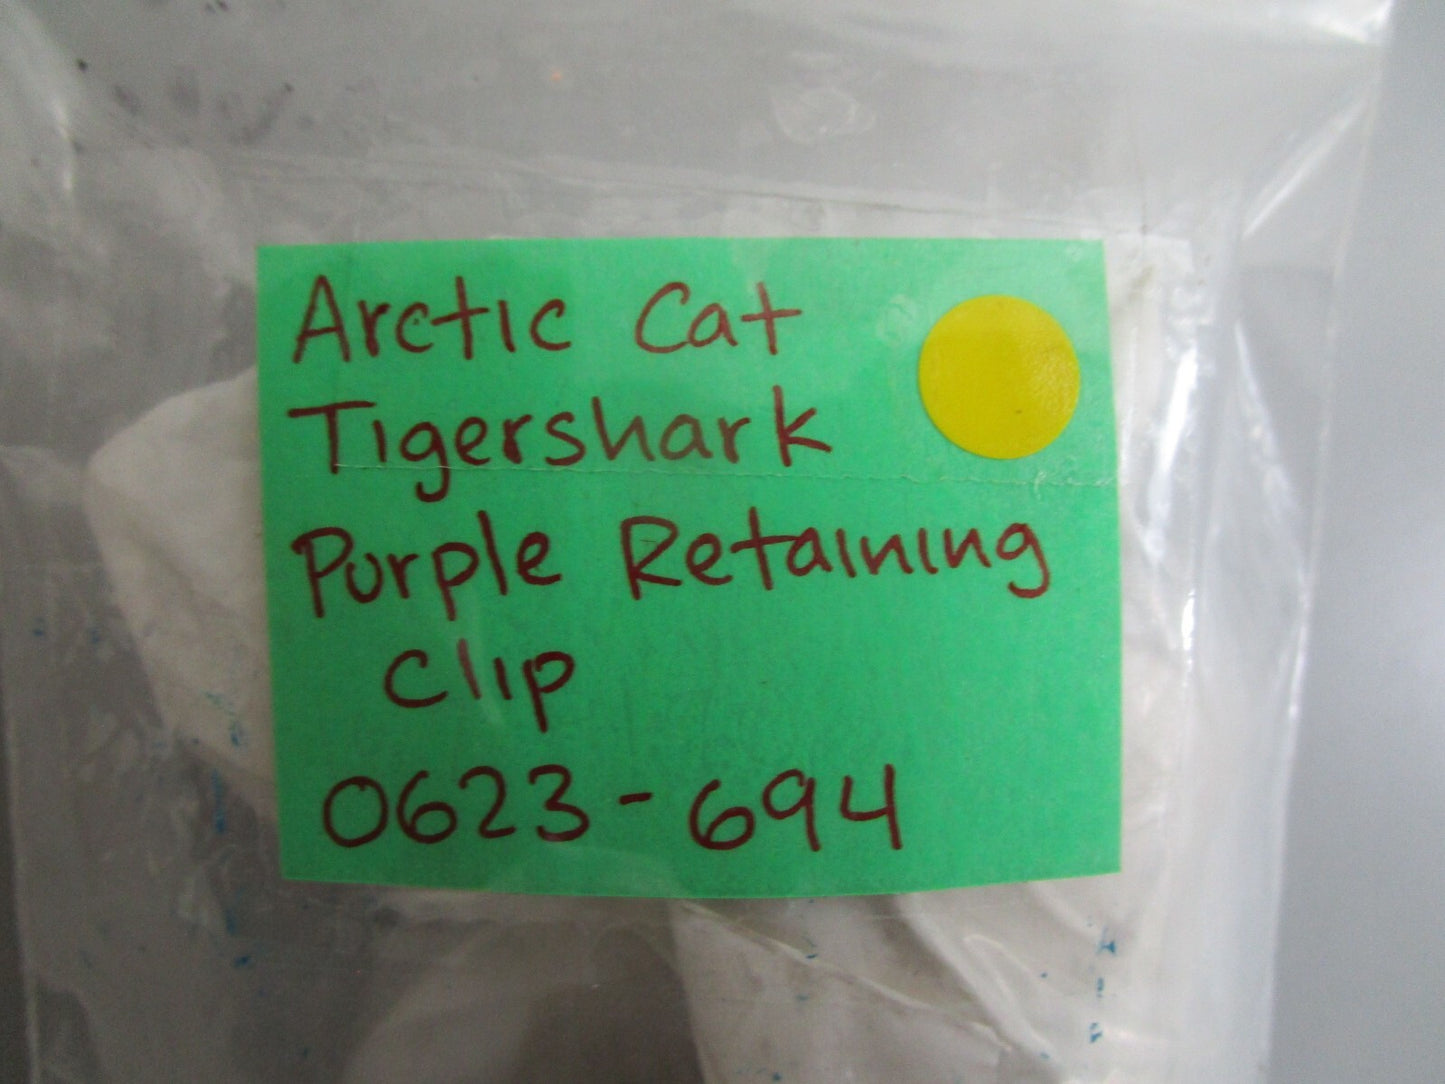 Arctic Cat
Tigershark
Purple Retaining
Clip
0623-694